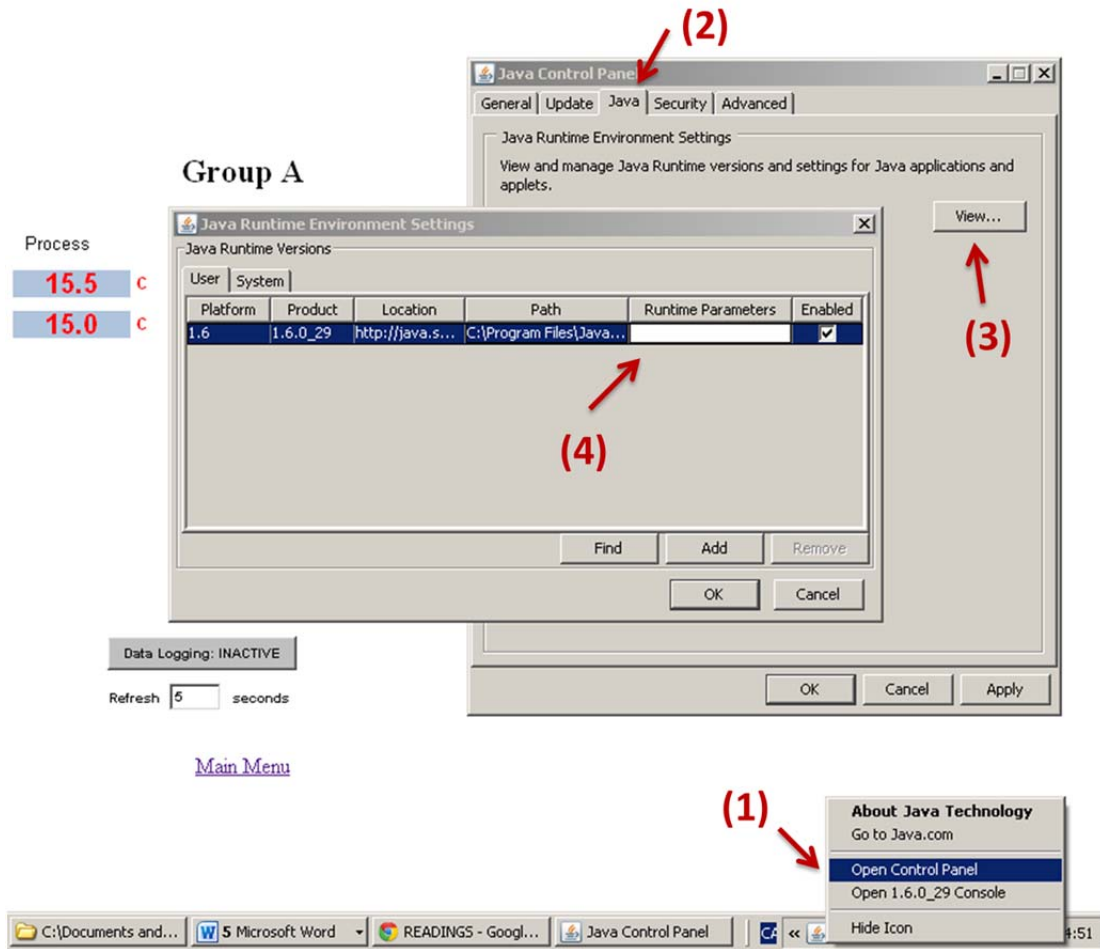 (2)
Java Control Pane
General Update Java Security Advanced
Java Runtime Environment Settings
View and manage Java Runtime versions and settings for Java applications and
applets.
View...
(3)
Group A
Process
15.5 C
15.0 C
Java Runtime Environment Settings
Java Runtime Versions
User System
Platform Product Location Path Runtime Parameters Enabled
1.6 1.6.0_29 http://java.s... C:\Program Files\Java...
(4)
Find Add Remove
OK Cancel
Data Logging: INACTIVE
Refresh 5 seconds
OK Cancel Apply
Main Menu
(1)
About Java Technology
Go to Java.com
Open Control Panel
Open 1.6.0_29 Console
Hide Icon
C:\Documents and... 5 Microsoft Word READINGS - Googl... Java Control Panel CA « 4:51